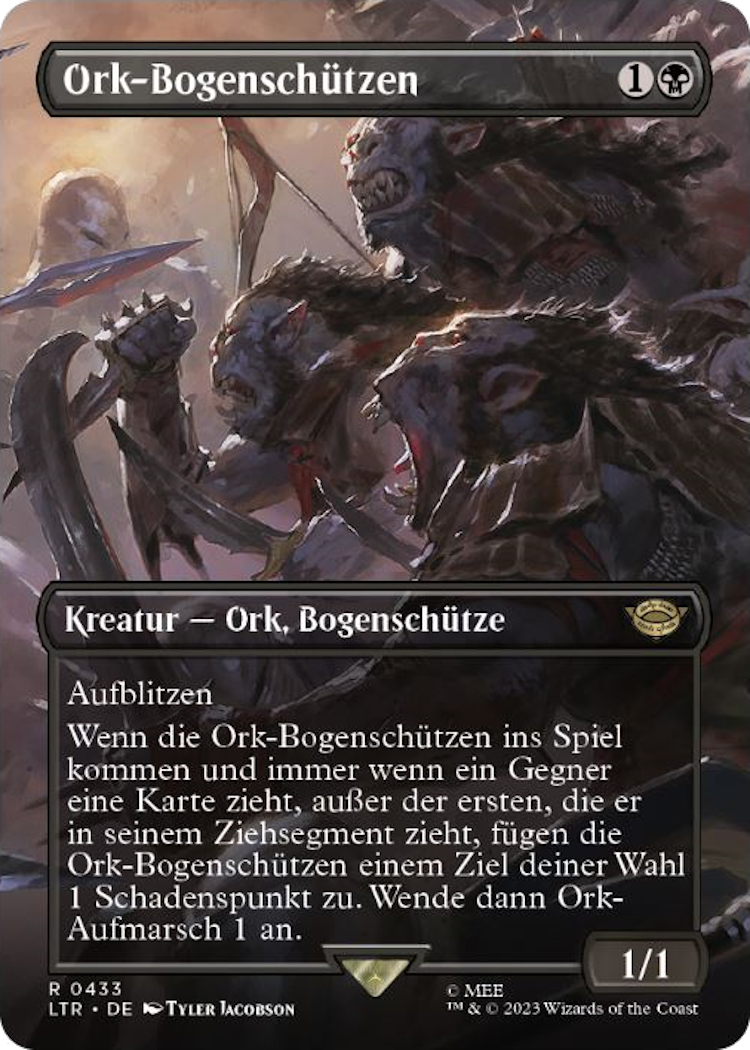 Ork-Bogenschützen
1
Kreatur — Ork, Bogenschütze
Aufblitzen
Wenn die Ork-Bogenschützen ins Spiel
kommen und immer wenn ein Gegner
eine Karte zieht, außer der ersten, die er
in seinem Ziehsegment zieht, fügen die
Ork-Bogenschützen einem Ziel deiner Wahl
1 Schadenspunkt zu. Wende dann Ork-
Aufmarsch 1 an.
1/1
R 0433
LTR • DE Tyler Jacobson
© MEE
™ & © 2023 Wizards of the Coast